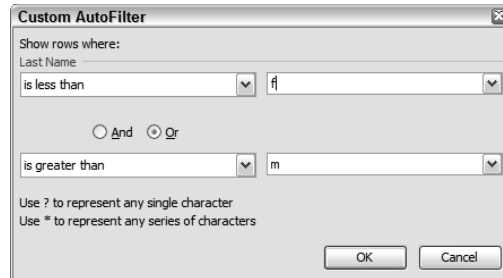 Custom AutoFilter
Show rows where:
Last Name
is less than f
And Or
is greater than m
Use ? to represent any single character
Use * to represent any series of characters
OK Cancel